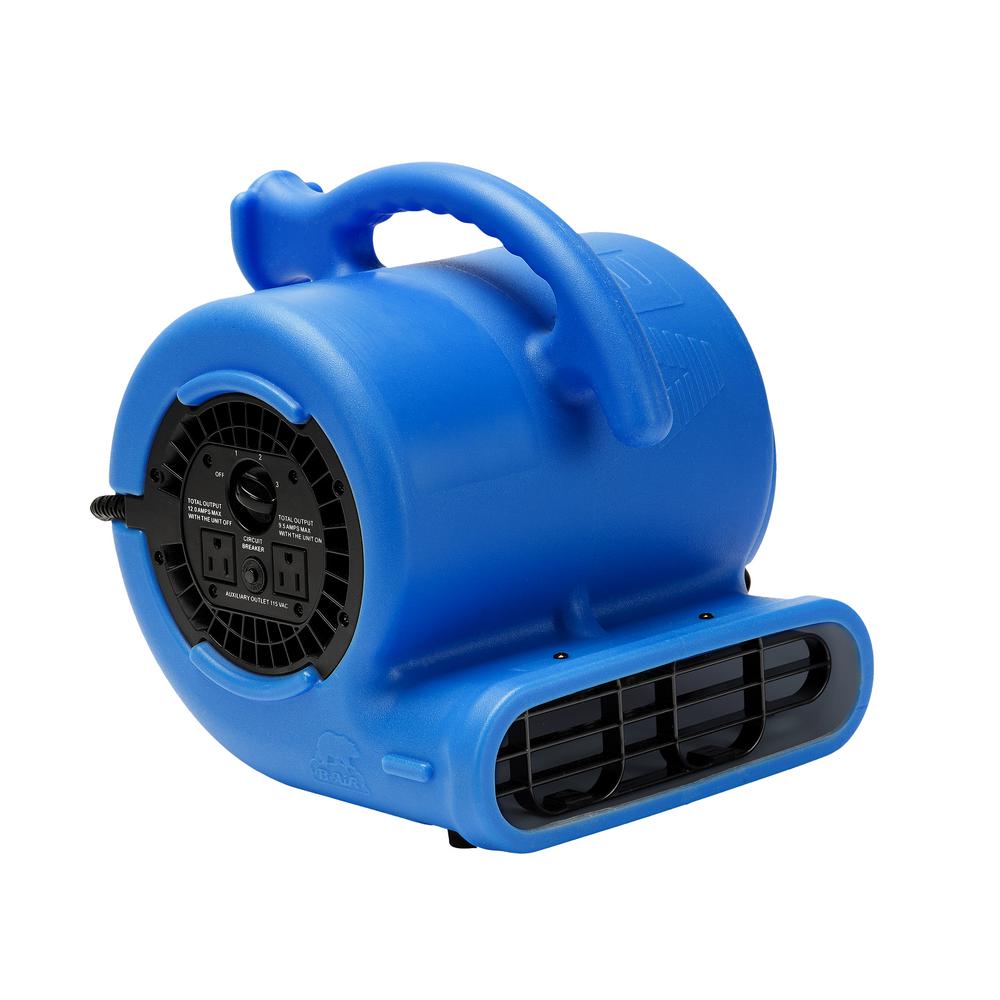 1 2
OFF 3
TOTAL OUTPUT
12.0 AMPS MAX
WITH THE UNIT OFF
TOTAL OUTPUT
9.5 AMPS MAX
WITH THE UNIT ON
CIRCUIT
BREAKER
AUXILIARY OUTLET 115 VAC
B-AIR